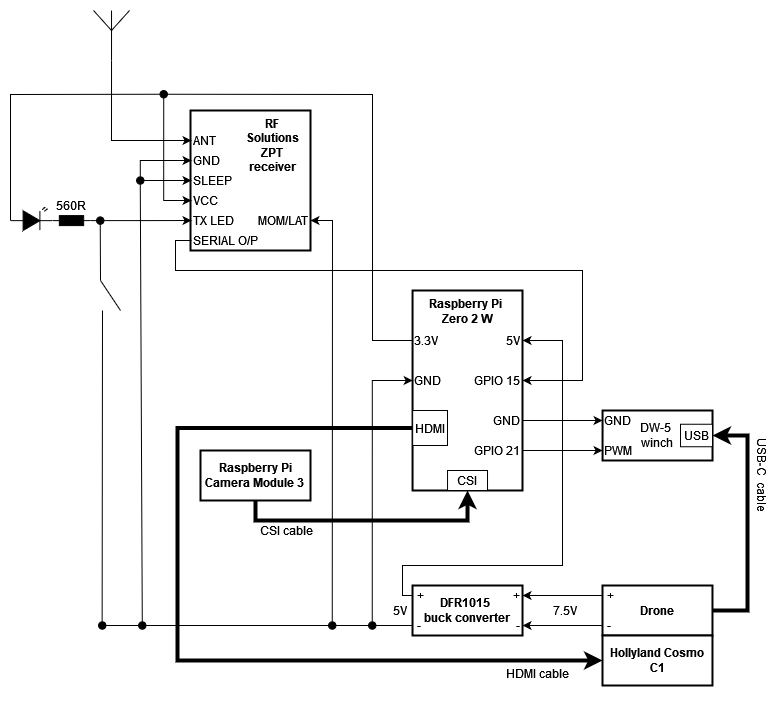 RF
Solutions
ZPT
receiver
ANT
GND
SLEEP
VCC
TX LED
MOM/LAT
SERIAL O/P
560R
Raspberry Pi
Zero 2 W
3.3V
5V
GND
GPIO 15
HDMI
GND
GPIO 21
CSI
GND
DW-5
winch
USB
PWM
USB-C cable
Raspberry Pi
Camera Module 3
CSI cable
+
+
5V
DFR1015
buck converter
-
-
7.5V
+
Drone
-
Hollyland Cosmo
C1
HDMI cable